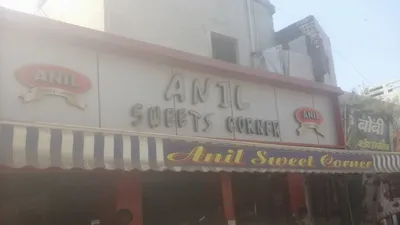 ANIL
ANIL
SWEETS CORNER
ANIL
Anil Sweet Corner
बॉबी